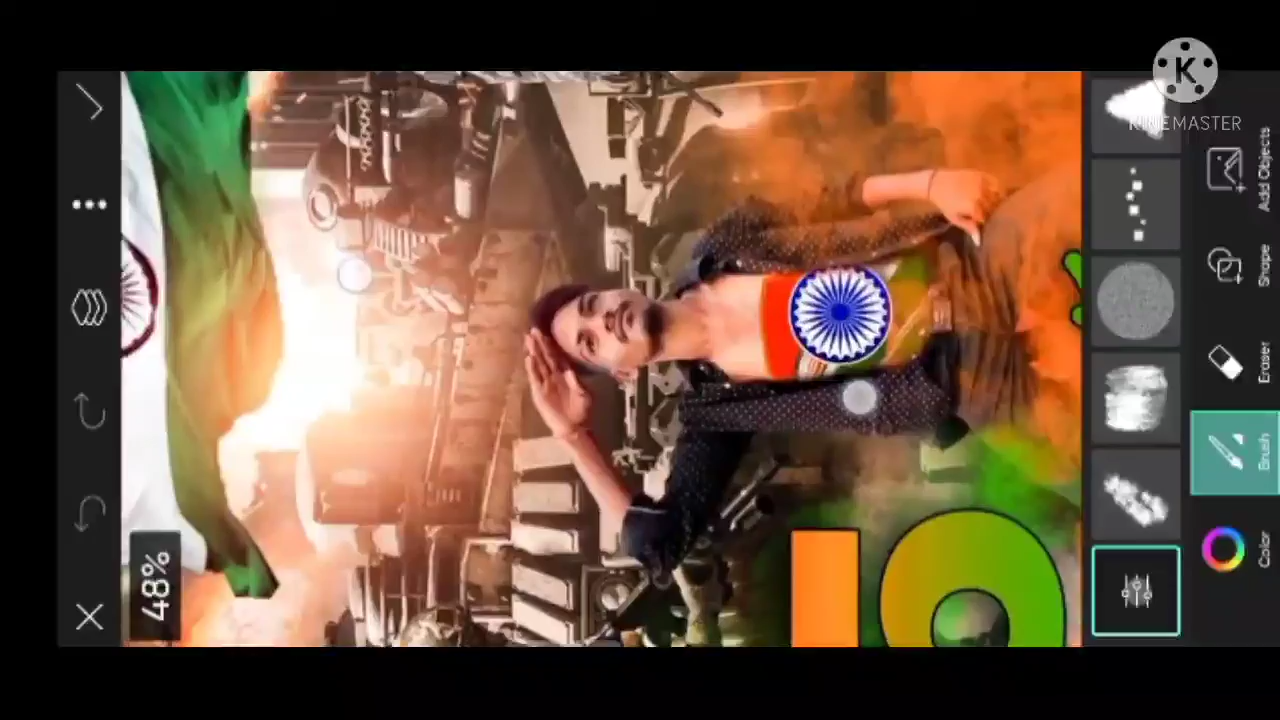 K
KINEMASTER
Add Objects
Shape
Eraser
Brush
Color
48%